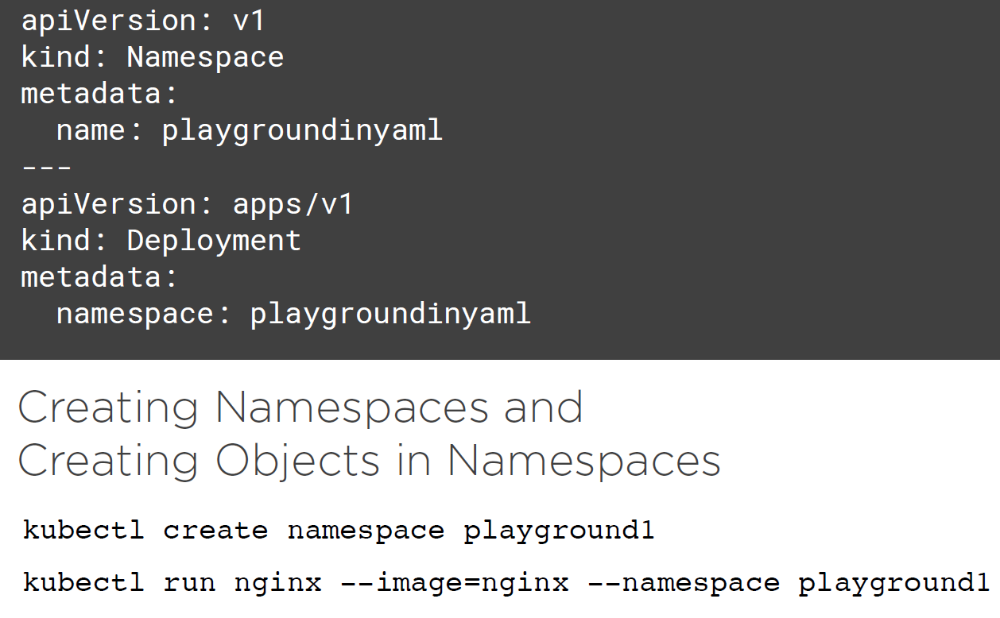 apiVersion: v1
kind: Namespace
metadata:
  name: playgroundinyaml
---
apiVersion: apps/v1
kind: Deployment
metadata:
  namespace: playgroundinyaml
Creating Namespaces and
Creating Objects in Namespaces
kubectl create namespace playground1
kubectl run nginx --image=nginx --namespace playground1